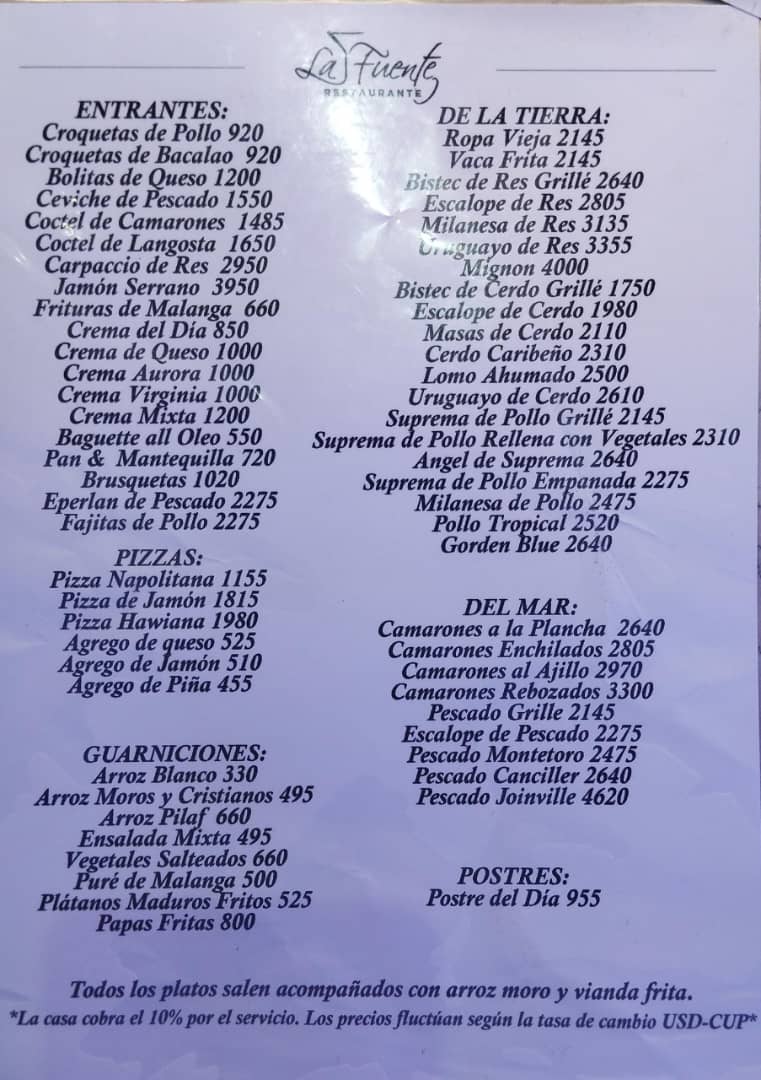 La Fuente
RESTAURANTE
ENTRANTES:
Croquetas de Pollo 920
Croquetas de Bacalao 920
Bolitas de Queso 1200
Ceviche de Pescado 1550
Coctel de Camarones 1485
Coctel de Langosta 1650
Carpaccio de Res 2950
Jamón Serrano 3950
Frituras de Malanga 660
Crema del Día 850
Crema de Queso 1000
Crema Aurora 1000
Crema Virginia 1000
Crema Mixta 1200
Baguette all Oleo 550
Pan & Mantequilla 720
Brusquetas 1020
Eperlan de Pescado 2275
Fajitas de Pollo 2275
PIZZAS:
Pizza Napolitana 1155
Pizza de Jamón 1815
Pizza Hawiana 1980
Agrego de queso 525
Agrego de Jamón 510
Agrego de Piña 455
GUARNICIONES:
Arroz Blanco 330
Arroz Moros y Cristianos 495
Arroz Pilaf 660
Ensalada Mixta 495
Vegetales Salteados 660
Puré de Malanga 500
Plátanos Maduros Fritos 525
Papas Fritas 800
DE LA TIERRA:
Ropa Vieja 2145
Vaca Frita 2145
Bistec de Res Grillé 2640
Escalope de Res 2805
Milanesa de Res 3135
Uruguayo de Res 3355
Mignon 4000
Bistec de Cerdo Grillé 1750
Escalope de Cerdo 1980
Masas de Cerdo 2110
Cerdo Caribeño 2310
Lomo Ahumado 2500
Uruguayo de Cerdo 2610
Suprema de Pollo Grillé 2145
Suprema de Pollo Rellena con Vegetales 2310
Angel de Suprema 2640
Suprema de Pollo Empanada 2275
Milanesa de Pollo 2475
Pollo Tropical 2520
Gorden Blue 2640
DEL MAR:
Camarones a la Plancha 2640
Camarones Enchilados 2805
Camarones al Ajillo 2970
Camarones Rebozados 3300
Pescado Grille 2145
Escalope de Pescado 2275
Pescado Montetoro 2475
Pescado Canciller 2640
Pescado Joinville 4620
POSTRES:
Postre del Día 955
Todos los platos salen acompañados con arroz moro y vianda frita.
*La casa cobra el 10% por el servicio. Los precios fluctúan según la tasa de cambio USD-CUP*